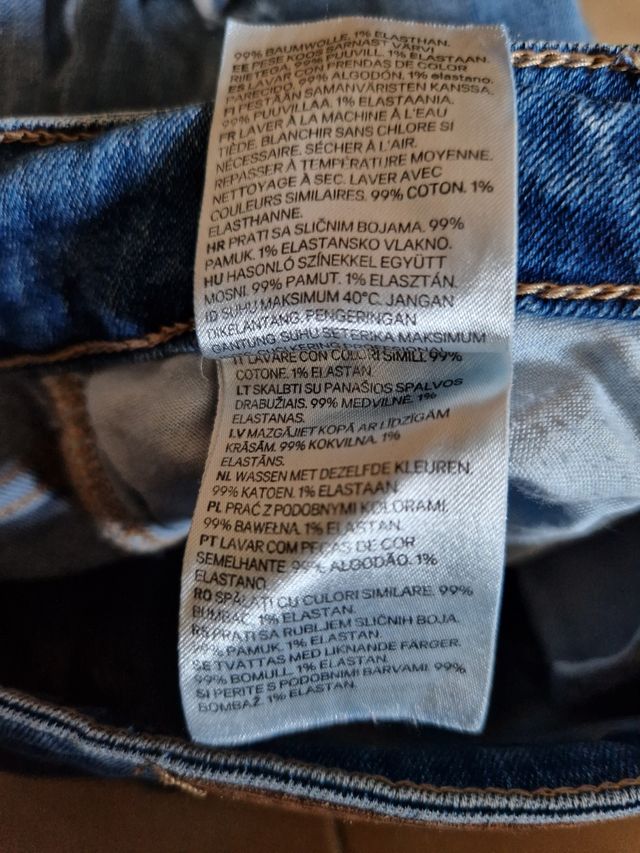 99% BAUMWOLLE, 1% ELASTHAN.
EE PESE KOOS SARNAST VÄRVI
RIIETEGA. 99% PUUVILL. 1% ELASTAAN.
ES LAVAR CON PRENDAS DE COLOR
PARECIDO. 99% ALGODÓN. 1% elastano.
FI PESTÄÄN SAMANVÄRISTEN KANSSA.
99% PUUVILLAA. 1% ELASTAANIA.
FR LAVER À LA MACHINE À L'EAU
TIÈDE. BLANCHIR SANS CHLORE SI
NÉCESSAIRE. SÉCHER À L'AIR.
REPASSER À TEMPÉRATURE MOYENNE.
NETTOYAGE À SEC. LAVER AVEC
COULEURS SIMILAIRES. 99% COTON. 1%
ELASTHANNE.
HR PRATI SA SLIČNIM BOJAMA. 99%
PAMUK. 1% ELASTANSKO VLAKNO.
HU HASONLÓ SZÍNEKKEL EGYÜTT
MOSNI. 99% PAMUT. 1% ELASZTÁN.
ID SUHU MAKSIMUM 40°C. JANGAN
DIKELANTANG. PENGERINGAN
GANTUNG SUHU SETERIKA MAKSIMUM
IT LAVARE CON COLORI SIMILI. 99%
COTONE. 1% ELASTAN.
LT SKALBTI SU PANAŠIOS SPALVOS
DRABUŽIAIS. 99% MEDVILNĖ. 1%
ELASTANAS.
LV MAZGĀJIET KOPĀ AR LĪDZĪGĀM
KRĀSĀM. 99% KOKVILNA. 1%
ELASTĀNS.
NL WASSEN MET DEZELFDE KLEUREN.
99% KATOEN. 1% ELASTAAN.
PL PRAĆ Z PODOBNYMI KOLORAMI.
99% BAWEŁNA. 1% ELASTAN.
PT LAVAR COM PEÇAS DE COR
SEMELHANTE 99% ALGODÃO. 1%
ELASTANO.
RO SPĂLAȚI CU CULORI SIMILARE. 99%
BUMBAC. 1% ELASTAN.
RS PRATI SA RUBLJEM SLIČNIH BOJA.
99% PAMUK. 1% ELASTAN.
SE TVÄTTAS MED LIKNANDE FÄRGER.
99% BOMULL. 1% ELASTAN.
SI PERITE S PODOBNIMI BARVAMI. 99%
BOMBAŽ. 1% ELASTAN.